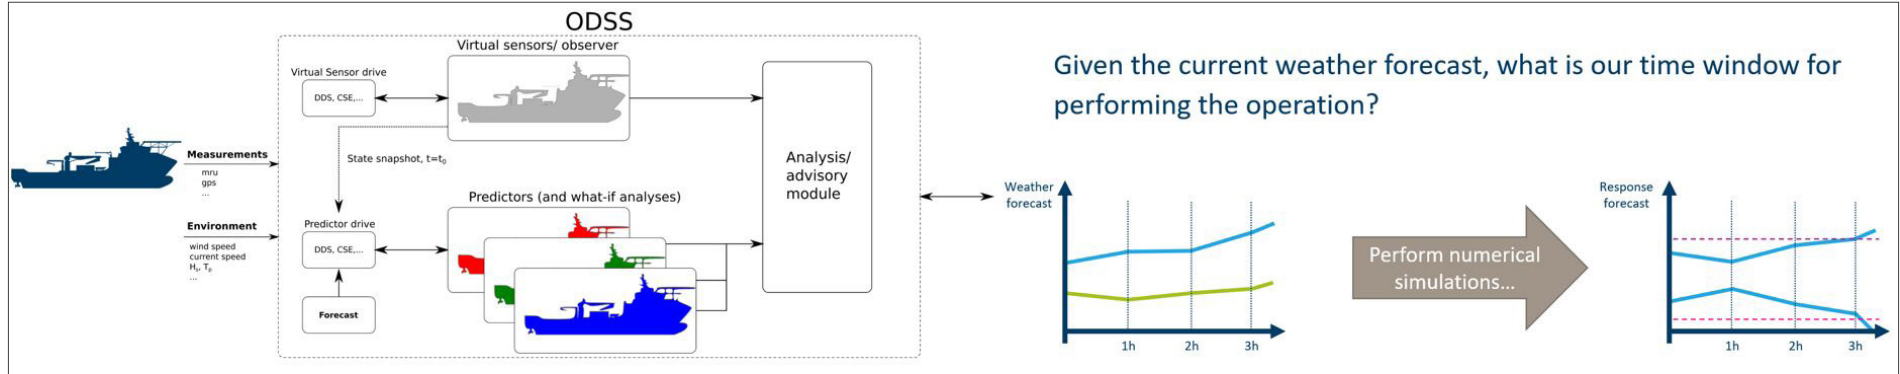 ODSS
Virtual sensors/ observer
Virtual Sensor drive
DDS, CSE,...
Measurements
mru
gps
...
State snapshot, t=t₀
Environment
wind speed
current speed
Hₛ, Tₚ
...
Predictors (and what-if analyses)
Predictor drive
DDS, CSE,...
Forecast
Analysis/
advisory
module
Given the current weather forecast, what is our time window for
performing the operation?
Weather
forecast
1h
2h
3h
Perform numerical
simulations...
Response
forecast
1h
2h
3h